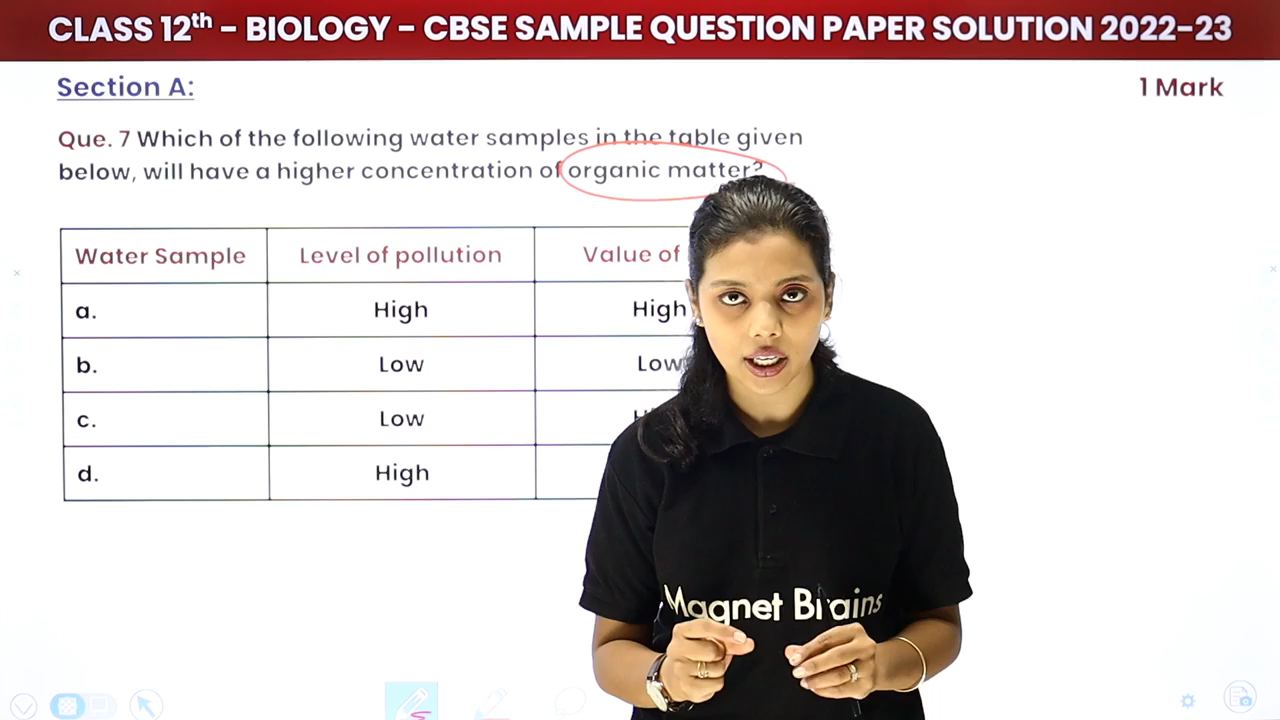 CLASS 12th – BIOLOGY – CBSE SAMPLE QUESTION PAPER SOLUTION 2022-23
Section A:
1 Mark
Que. 7 Which of the following water samples in the table given
below, will have a higher concentration of organic matter?
Water Sample Level of pollution Value of
a. High High
b. Low Low
c. Low
d. High
Magnet Brains